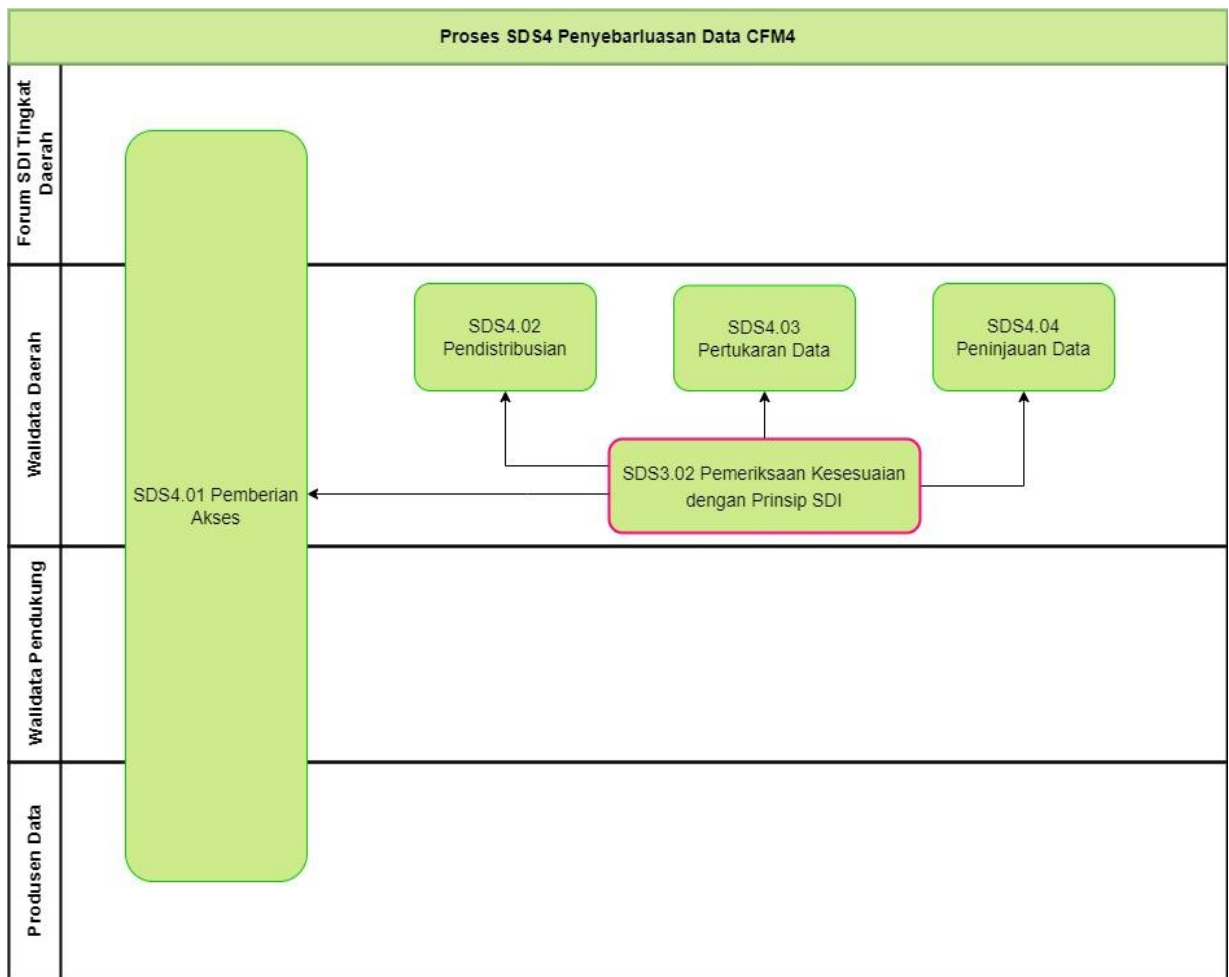 Proses SDS4 Penyebarluasan Data CFM4
Forum SDI Tingkat
Daerah
Walidata Daerah
SDS4.02
Pendistribusian
SDS4.03
Pertukaran Data
SDS4.04
Peninjauan Data
SDS3.02 Pemeriksaan Kesesuaian
dengan Prinsip SDI
SDS4.01 Pemberian
Akses
Walidata Pendukung
Produsen Data